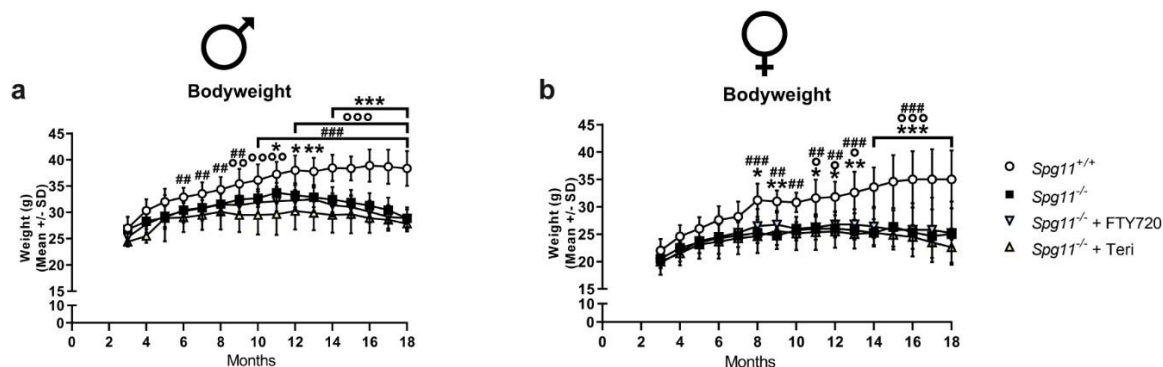 a
Bodyweight
***
°°°
###
## ## ## ## °° °°°° * * ***
Weight (g)
(Mean +/- SD)
45
40
35
30
25
20
15
10
0
0 2 4 6 8 10 12 14 16 18
Months
b
Bodyweight
###
°°°
***
### ## ## ## ## ###
° ° °
* ** * * **
Weight (g)
(Mean +/- SD)
45
40
35
30
25
20
15
10
0
0 2 4 6 8 10 12 14 16 18
Months
Spg11+/+
Spg11-/-
Spg11-/- + FTY720
Spg11-/- + Teri